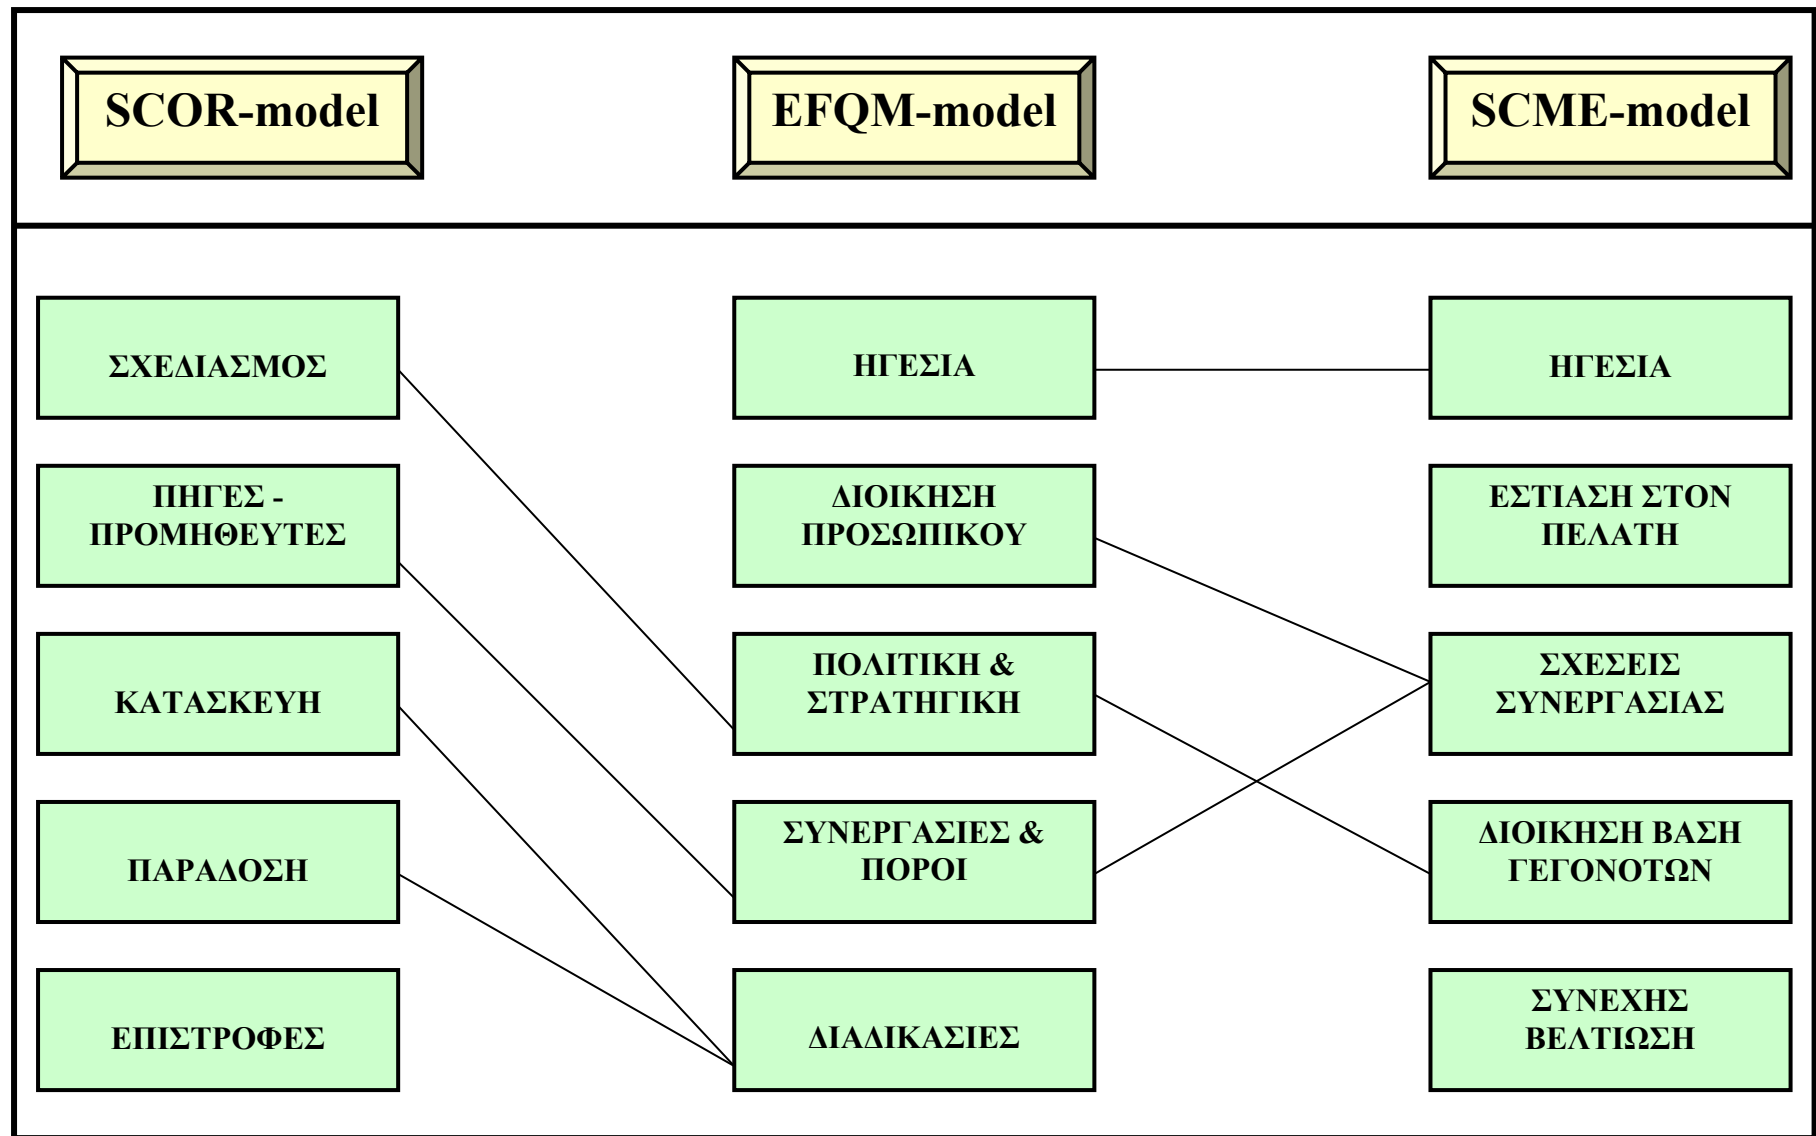 SCOR-model
EFQM-model
SCME-model
ΣΧΕΔΙΑΣΜΟΣ
ΗΓΕΣΙΑ
ΗΓΕΣΙΑ
ΠΗΓΕΣ -
ΠΡΟΜΗΘΕΥΤΕΣ
ΔΙΟΙΚΗΣΗ
ΠΡΟΣΩΠΙΚΟΥ
ΕΣΤΙΑΣΗ ΣΤΟΝ
ΠΕΛΑΤΗ
ΚΑΤΑΣΚΕΥΗ
ΠΟΛΙΤΙΚΗ &
ΣΤΡΑΤΗΓΙΚΗ
ΣΧΕΣΕΙΣ
ΣΥΝΕΡΓΑΣΙΑΣ
ΠΑΡΑΔΟΣΗ
ΣΥΝΕΡΓΑΣΙΕΣ &
ΠΟΡΟΙ
ΔΙΟΙΚΗΣΗ ΒΑΣΗ
ΓΕΓΟΝΟΤΩΝ
ΕΠΙΣΤΡΟΦΕΣ
ΔΙΑΔΙΚΑΣΙΕΣ
ΣΥΝΕΧΗΣ
ΒΕΛΤΙΩΣΗ